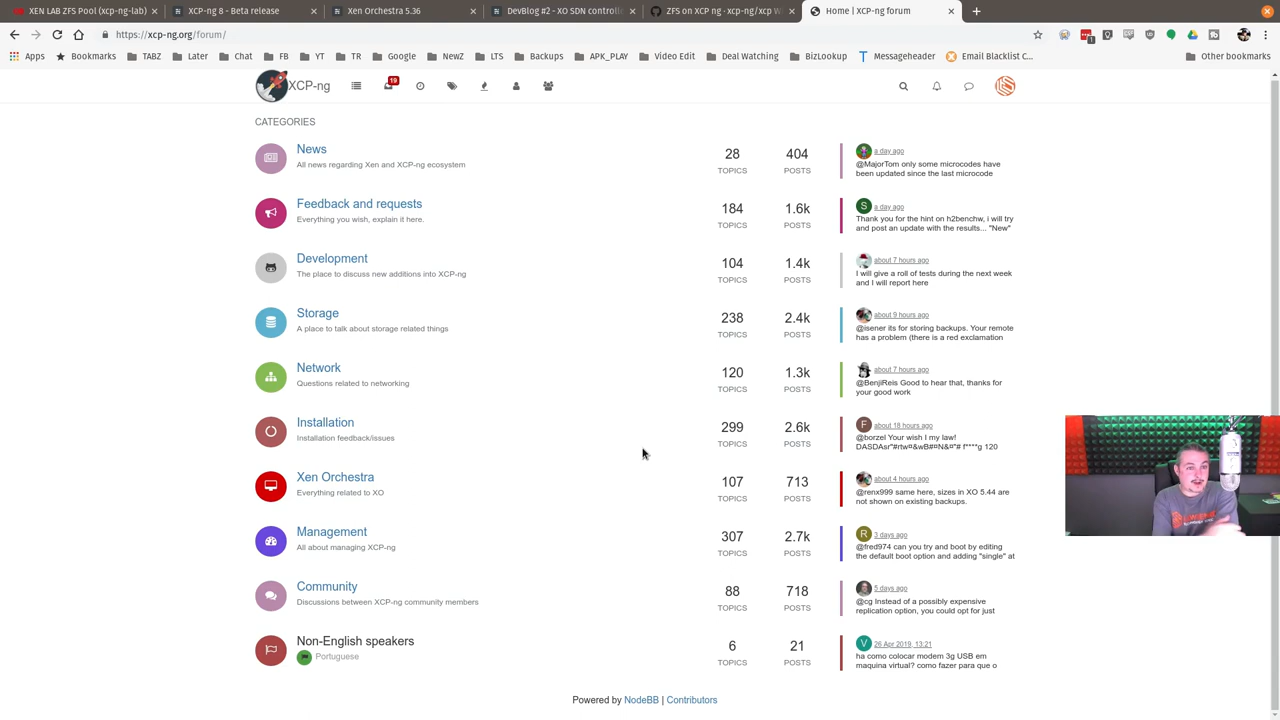 XEN LAB ZFS Pool (xcp-ng-lab)
XCP-ng 8 - Beta release
Xen Orchestra 5.36
DevBlog #2 - XO SDN controlle
ZFS on XCP ng · xcp-ng/xcp W
Home | XCP-ng forum
https://xcp-ng.org/forum/
Apps
Bookmarks
TABZ
Later
Chat
FB
YT
TR
Google
NewZ
LTS
Backups
APK_PLAY
Video Edit
Deal Watching
BizLookup
Messageheader
Email Blacklist C...
Other bookmarks
XCP-ng
19
CATEGORIES
News
All news regarding Xen and XCP-ng ecosystem
28
TOPICS
404
POSTS
a day ago
@MajorTom only some microcodes have
been updated since the last microcode
Feedback and requests
Everything you wish, explain it here.
184
TOPICS
1.6k
POSTS
S
a day ago
Thank you for the hint on h2benchw, i will try
and post an update with the results... "New"
Development
The place to discuss new additions into XCP-ng
104
TOPICS
1.4k
POSTS
about 7 hours ago
I will give a roll of tests during the next week
and I will report here
Storage
A place to talk about storage related things
238
TOPICS
2.4k
POSTS
about 9 hours ago
@isener its for storing backups. Your remote
has a problem (there is a red exclamation
Network
Questions related to networking
120
TOPICS
1.3k
POSTS
about 7 hours ago
@BenjiReis Good to hear that, thanks for
your good work
Installation
Installation feedback/issues
299
TOPICS
2.6k
POSTS
F
about 18 hours ago
@borzel Your wish I my law!
DASDAsr"#rtw¤&wB#¤N&¤"# f****g 120
Xen Orchestra
Everything related to XO
107
TOPICS
713
POSTS
about 4 hours ago
@renx999 same here, sizes in XO 5.44 are
not shown on existing backups.
Management
All about managing XCP-ng
307
TOPICS
2.7k
POSTS
R
3 days ago
@fred974 can you try and boot by editing
the default boot option and adding "single" at
Community
Discussions between XCP-ng community members
88
TOPICS
718
POSTS
5 days ago
@cg Instead of a possibly expensive
replication option, you could opt for just
Non-English speakers
Portuguese
6
TOPICS
21
POSTS
V
26 Apr 2019, 13:21
ha como colocar modem 3g USB em
maquina virtual? como fazer para que o
Powered by NodeBB | Contributors